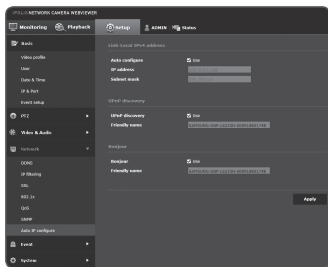 iPOLiS NETWORK CAMERA WEBVIEWER
Monitoring Playback Setup ADMIN Status
Basic
Video profile
User
Date & Time
IP & Port
Event setup
PTZ
Video & Audio
Network
DDNS
IP filtering
SSL
802.1x
QoS
SNMP
Auto IP configure
Event
System
Link-Local IPv4 address
Auto configure Use
IP address
Subnet mask
UPnP discovery
UPnP discovery Use
Friendly name
Bonjour
Bonjour Use
Friendly name
Apply